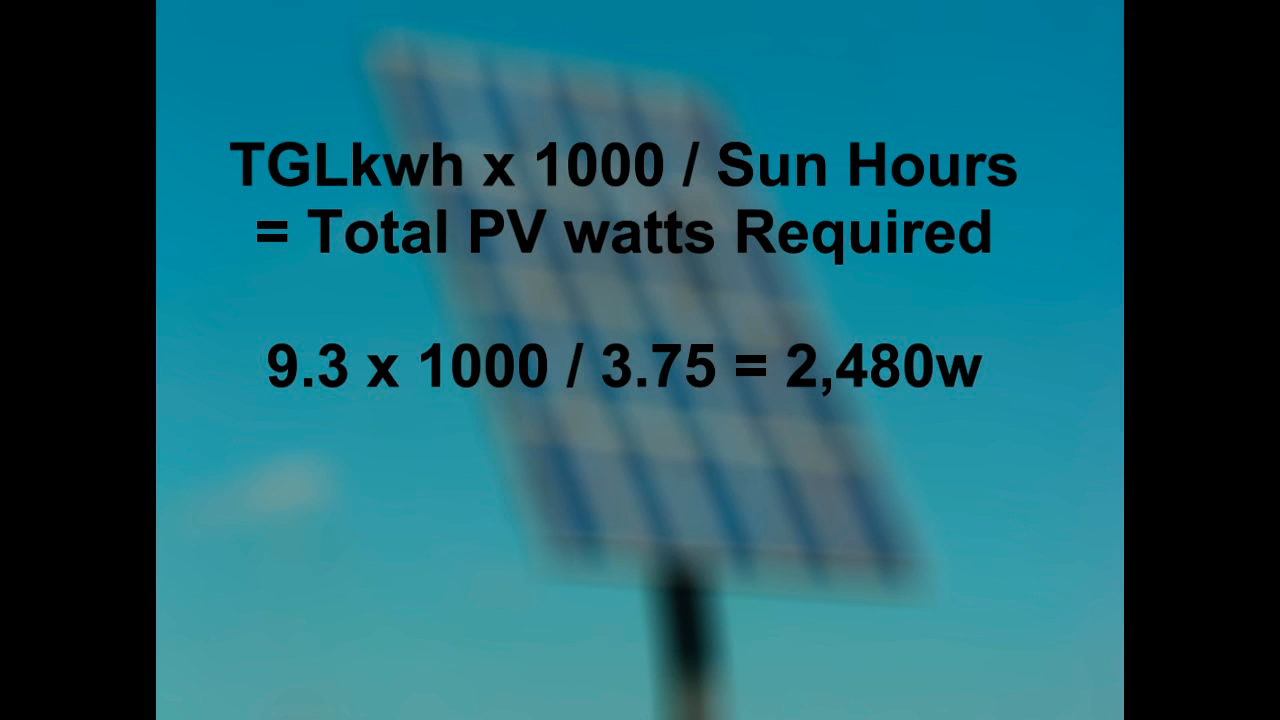 TGLkwh x 1000 / Sun Hours
= Total PV watts Required
9.3 x 1000 / 3.75 = 2,480w